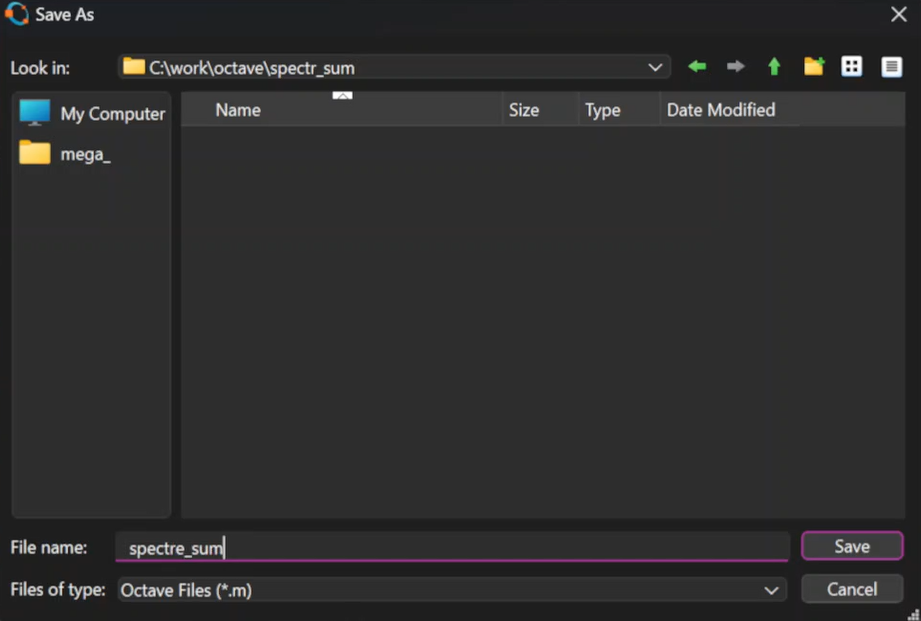 Save As
Look in: C:\work\octave\spectr_sum
My Computer
mega_
Name Size Type Date Modified
File name: spectre_sum Save
Files of type: Octave Files (*.m) Cancel